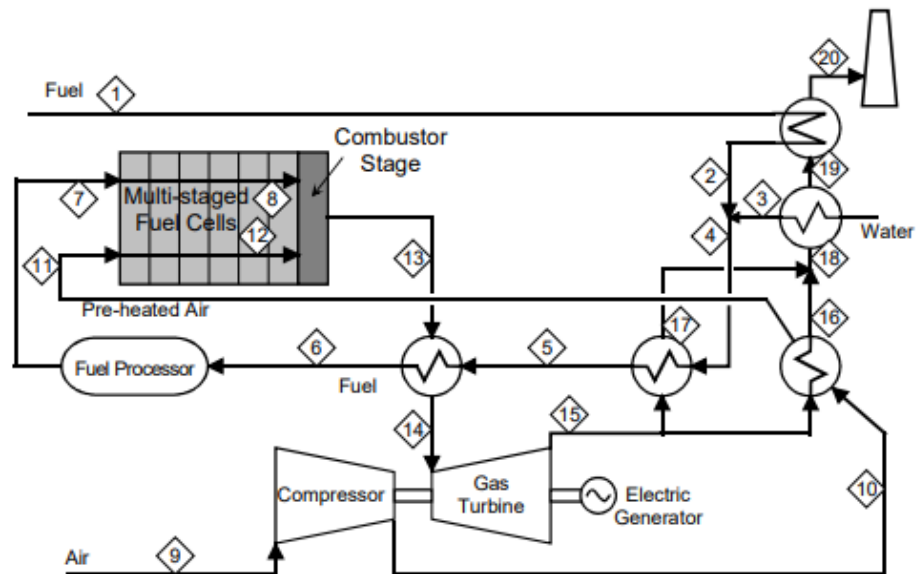 20
Fuel
1
Combustor
Stage
2
19
7
Multi-staged
8
Fuel Cells
3
12
4
Water
11
13
18
Pre-heated Air
17
16
6
5
Fuel Processor
Fuel
14
15
Compressor
Gas
Turbine
Electric
Generator
10
Air
9